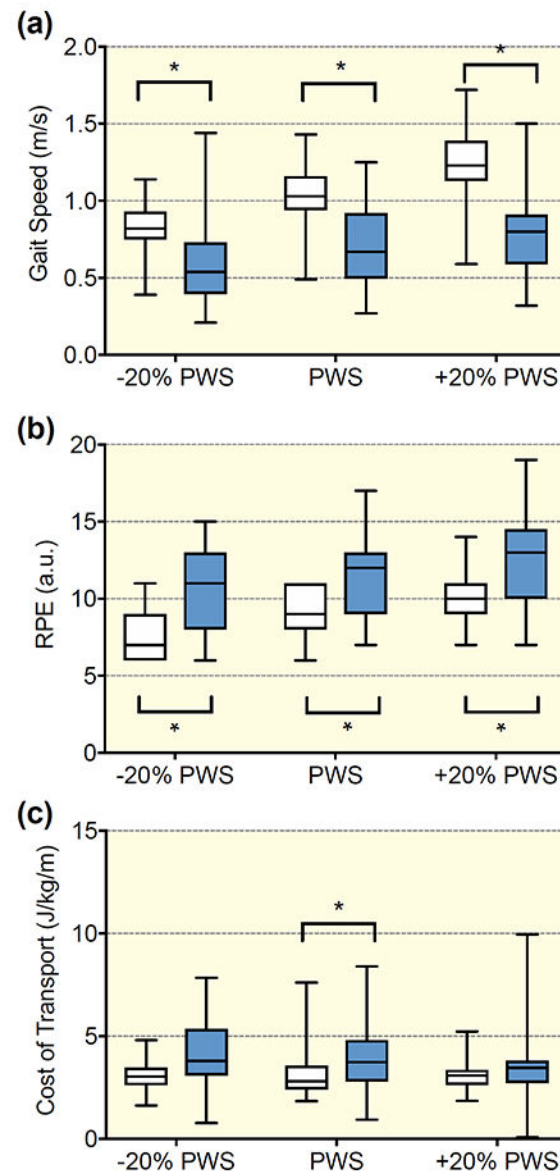 (a)
2.0
1.5
1.0
0.5
0.0
Gait Speed (m/s)
* * *
-20% PWS PWS +20% PWS
(b)
20
15
10
5
0
RPE (a.u.)
* * *
-20% PWS PWS +20% PWS
(c)
15
10
5
0
Cost of Transport (J/kg/m)
*
-20% PWS PWS +20% PWS